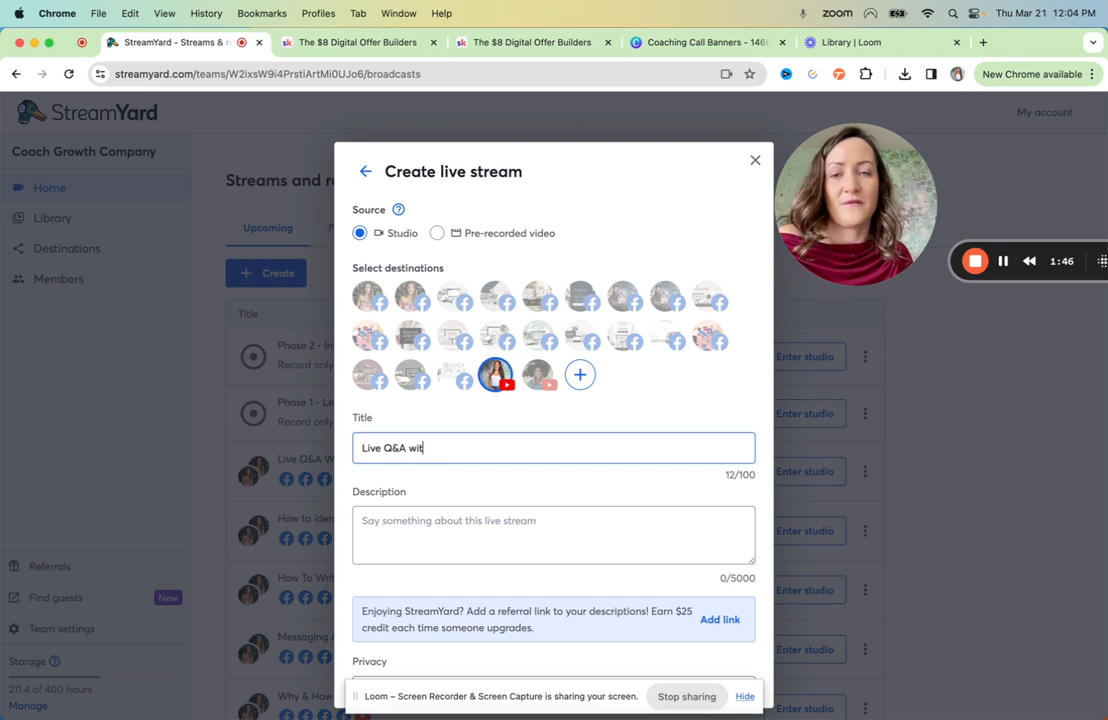 Chrome File Edit View History Bookmarks Profiles Tab Window Help
zoom
Thu Mar 21 12:04 PM
StreamYard - Streams & r
The $8 Digital Offer Builders
The $8 Digital Offer Builders
Coaching Call Banners - 146
Library | Loom
streamyard.com/teams/W2ixsW9i4PrstiArtMi0UJo6/broadcasts
New Chrome available
StreamYard
My account
Coach Growth Company
Home
Library
Destinations
Members
Referrals
Find guests
New
Team settings
Storage
211.4 of 400 hours
Manage
Streams and re
Upcoming
P
Create
Title
Phase 2 - In
Record only
Phase 1 - Le
Record only
Live Q&A W
How to iden
How To Writ
Messaging
Why & How
Enter studio
Enter studio
Enter studio
Enter studio
Enter studio
Enter studio
Enter studio
Create live stream
Source
Studio
Pre-recorded video
Select destinations
Title
Live Q&A wit
12/100
Description
Say something about this live stream
0/5000
Enjoying StreamYard? Add a referral link to your descriptions! Earn $25
credit each time someone upgrades.
Add link
Privacy
Loom – Screen Recorder & Screen Capture is sharing your screen.
Stop sharing
Hide
1:46